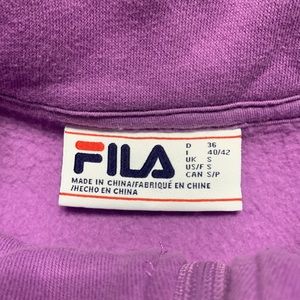 FILA
D 36
I 40/42
UK S
US/F S
CAN S/P
MADE IN CHINA/FABRIQUÉ EN CHINE
/HECHO EN CHINA